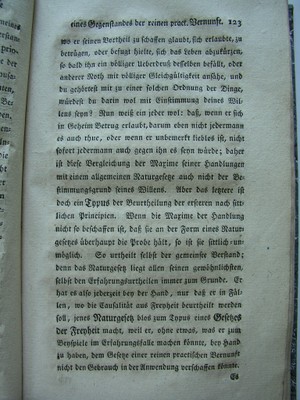 eines Gegenstandes der reinen pract. Vernunft. 123
wo er seinen Vortheil zu schaffen glaubt, sich erlaubte, zu
betrügen, oder befugt hielte, sich das Leben abzukürzen,
so bald ihn ein völliger Ueberdruß desselben befällt, oder
anderer Noth mit völliger Gleichgültigkeit ansähe, und
du gehöretest mit zu einer solchen Ordnung der Dinge,
würdest du darin wol mit Einstimmung deines Wil-
lens seyn? Nun weiß ein jeder wol: daß, wenn er sich
in Geheim Betrug erlaubt, darum eben nicht jedermann
es auch thue, oder wenn er unbemerkt lieblos ist, nicht
sofort jedermann auch gegen ihn es seyn würde; daher
ist diese Vergleichung der Maxime seiner Handlungen
mit einem allgemeinen Naturgesetze auch nicht der Be-
stimmungsgrund seines Willens. Aber das letztere ist
doch ein Typus der Beurtheilung der ersteren nach sitt-
lichen Principien. Wenn die Maxime der Handlung
nicht so beschaffen ist, daß sie an der Form eines Natur-
gesetzes überhaupt die Probe hält, so ist sie sittlich-un-
möglich. So urtheilt selbst der gemeinste Verstand;
denn das Naturgesetz liegt allen seinen gewöhnlichsten,
selbst den Erfahrungsurtheilen immer zum Grunde. Er
hat es also jederzeit bey der Hand, nur daß er in Fäl-
len, wo die Causalität aus Freyheit beurtheilt werden
soll, jenes Naturgesetz blos zum Typus eines Gesetzes
der Freyheit macht, weil er, ohne etwas, was er zum
Beyspiele im Erfahrungsfalle machen könnte, bey Hand
zu haben, dem Gesetze einer reinen practischen Vernunft
nicht den Gebrauch in der Anwendung verschaffen könnte.
Es